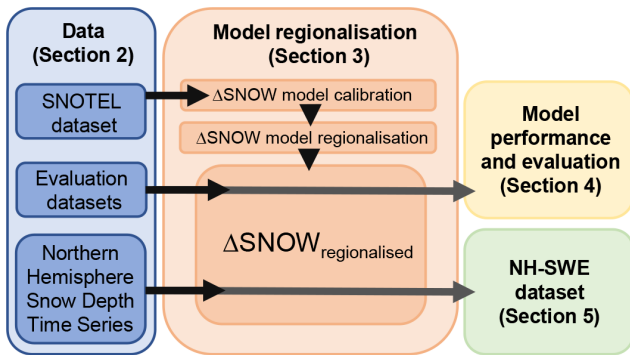 Data
(Section 2)
SNOTEL
dataset
Evaluation
datasets
Northern
Hemisphere
Snow Depth
Time Series
Model regionalisation
(Section 3)
ΔSNOW model calibration
ΔSNOW model regionalisation
ΔSNOWregionalised
Model
performance
and evaluation
(Section 4)
NH-SWE
dataset
(Section 5)